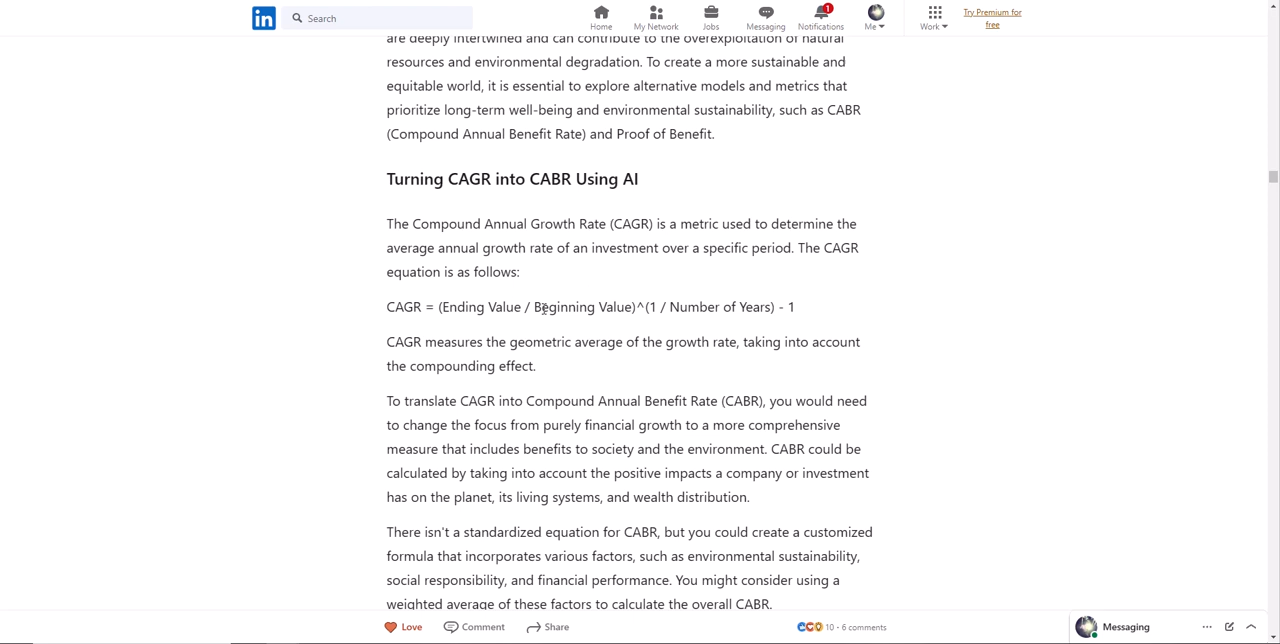 in
Search
Home
My Network
Jobs
Messaging
1
Notifications
Me
Work
Try Premium for
free
are deeply intertwined and can contribute to the overexploitation of natural
resources and environmental degradation. To create a more sustainable and
equitable world, it is essential to explore alternative models and metrics that
prioritize long-term well-being and environmental sustainability, such as CABR
(Compound Annual Benefit Rate) and Proof of Benefit.
Turning CAGR into CABR Using AI
The Compound Annual Growth Rate (CAGR) is a metric used to determine the
average annual growth rate of an investment over a specific period. The CAGR
equation is as follows:
CAGR = (Ending Value / Beginning Value)^(1 / Number of Years) - 1
CAGR measures the geometric average of the growth rate, taking into account
the compounding effect.
To translate CAGR into Compound Annual Benefit Rate (CABR), you would need
to change the focus from purely financial growth to a more comprehensive
measure that includes benefits to society and the environment. CABR could be
calculated by taking into account the positive impacts a company or investment
has on the planet, its living systems, and wealth distribution.
There isn't a standardized equation for CABR, but you could create a customized
formula that incorporates various factors, such as environmental sustainability,
social responsibility, and financial performance. You might consider using a
weighted average of these factors to calculate the overall CABR.
Love
Comment
Share
10 · 6 comments
Messaging